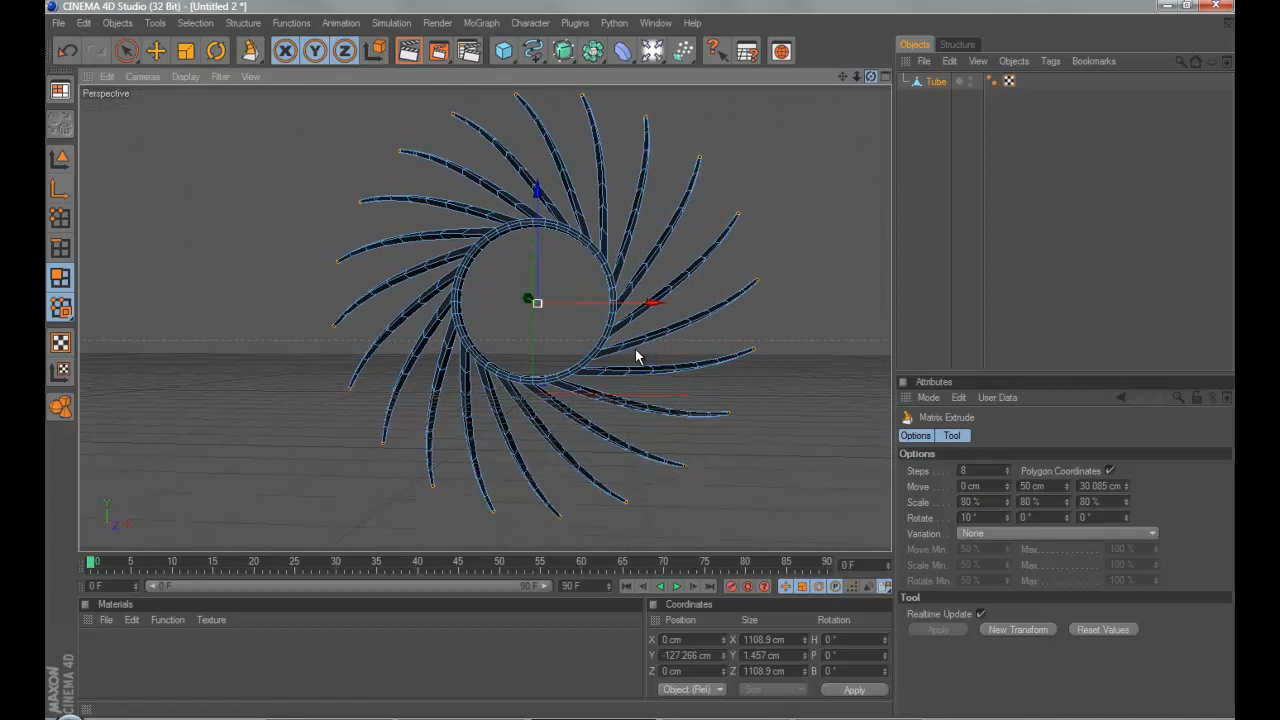 CINEMA 4D Studio (32 Bit) - [Untitled 2 *]
File Edit Objects Tools Selection Structure Functions Animation Simulation Render MoGraph Character Plugins Python Window Help
X Y Z
Edit Cameras Display Filter View
Perspective
Objects Structure
File Edit View Objects Tags Bookmarks
Tube
Attributes
Mode Edit User Data
Matrix Extrude
Options Tool
Options
Steps 8 Polygon Coordinates
Move 0 cm 50 cm 30.085 cm
Scale 80 % 80 % 80 %
Rotate 10 ° 0 ° 0 °
Variation None
Move Min. 50 % Max. 100 %
Scale Min. 50 % Max. 100 %
Rotate Min. 50 % Max. 100 %
Tool
Realtime Update
Apply New Transform Reset Values
Y
Z X
0 5 10 15 20 25 30 35 40 45 50 55 60 65 70 75 80 85 90 0 F
0 F 0 F 90 F 90 F
Materials
File Edit Function Texture
Coordinates
Position Size Rotation
X 0 cm X 1108.9 cm H 0 °
Y -127.266 cm Y 1.457 cm P 0 °
Z 0 cm Z 1108.9 cm B 0 °
Object (Rel) Size Apply
MAXON CINEMA 4D